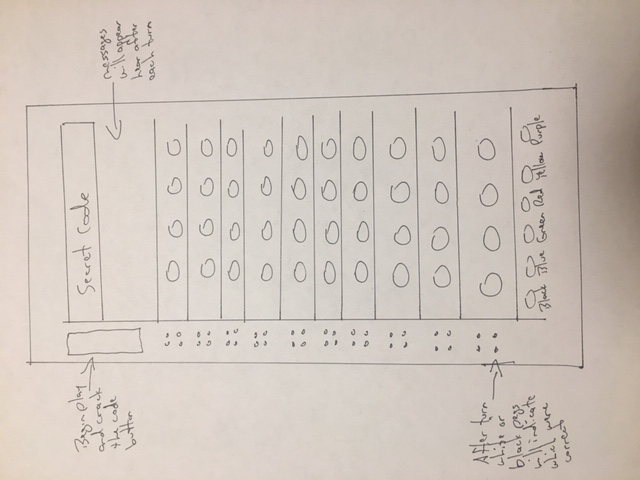 Secret Code
Begin play
and crack
the code
button
messages
will appear
hear after
each turn
After turn
white or
black pegs
will indicate
which were
correct
Black Blue Green Red Yellow Purple